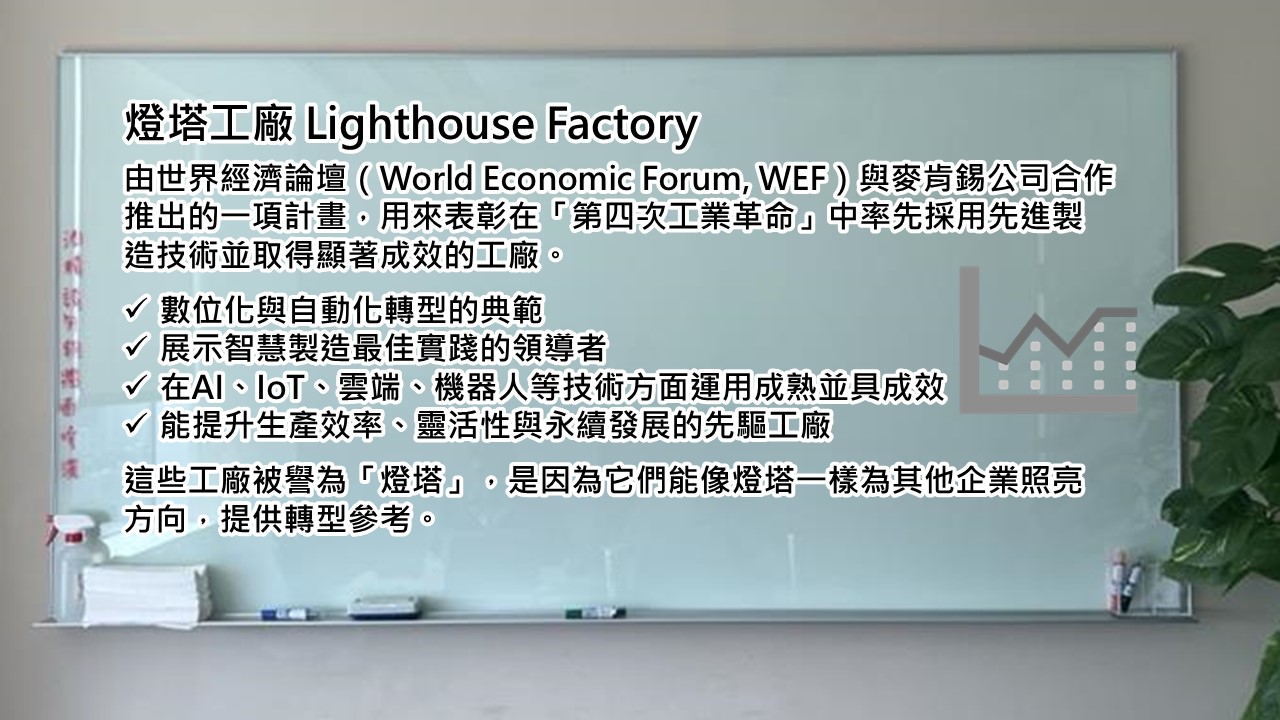 燈塔工廠 Lighthouse Factory
由世界經濟論壇（World Economic Forum, WEF）與麥肯錫公司合作
推出的一項計畫，用來表彰在「第四次工業革命」中率先採用先進製
造技術並取得顯著成效的工廠。
✓ 數位化與自動化轉型的典範
✓ 展示智慧製造最佳實踐的領導者
✓ 在AI、IoT、雲端、機器人等技術方面運用成熟並具成效
✓ 能提升生產效率、靈活性與永續發展的先驅工廠
這些工廠被譽為「燈塔」，是因為它們能像燈塔一樣為其他企業照亮
方向，提供轉型參考。